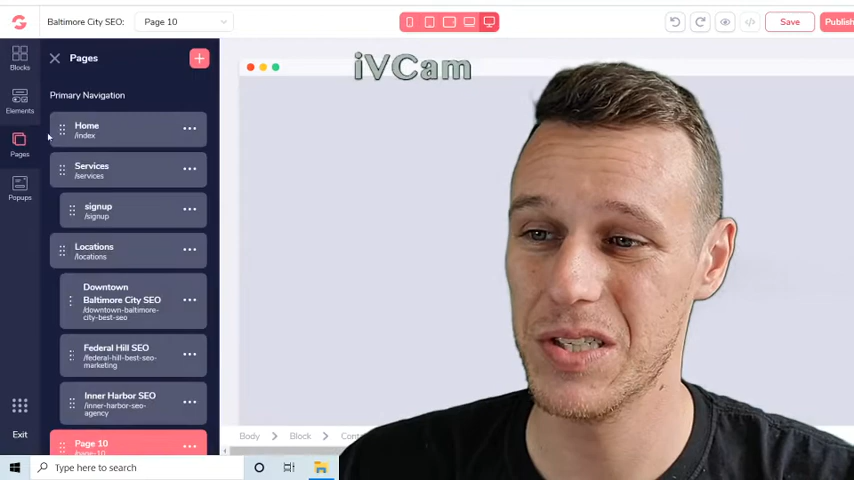 Baltimore City SEO:
Page 10
Save
Publish
Blocks
Elements
Pages
Popups
Exit
Pages
Primary Navigation
Home
/index
Services
/services
signup
/signup
Locations
/locations
Downtown
Baltimore City SEO
/downtown-baltimore-
city-best-seo
Federal Hill SEO
/federal-hill-best-seo-
marketing
Inner Harbor SEO
/inner-harbor-seo-
agency
Page 10
/page-10
iVCam
Body
Block
Type here to search